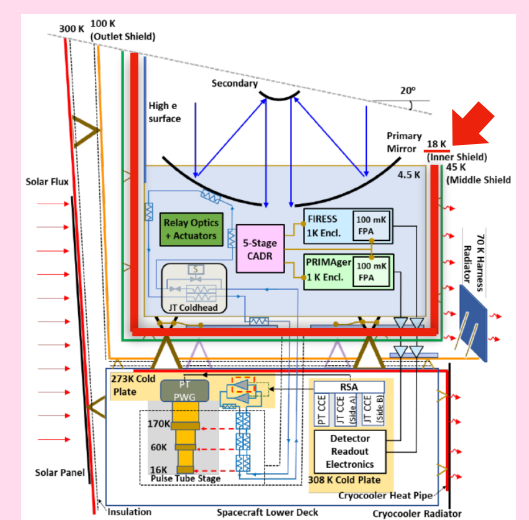 300 K
100 K
(Outlet Shield)
Secondary
20°
High e
surface
Primary
Mirror
18 K
(Inner Shield)
45 K
(Middle Shield
4.5 K
Solar Flux
Relay Optics
+ Actuators
5-Stage
CADR
FIRESS
1K Encl.
100 mK
FPA
PRIMAger
1 K Encl.
100 mK
FPA
S
JT Coldhead
70 K Harness
Radiator
273K Cold
Plate
PT
PWG
170K
60K
16K
Pulse Tube Stage
RSA
PT CCE
JT CCE
(Side A)
JT CCE
(Side B)
Detector
Readout
Electronics
308 K Cold Plate
Solar Panel
Insulation
Spacecraft Lower Deck
Cryocooler Heat Pipe
Cryocooler Radiator